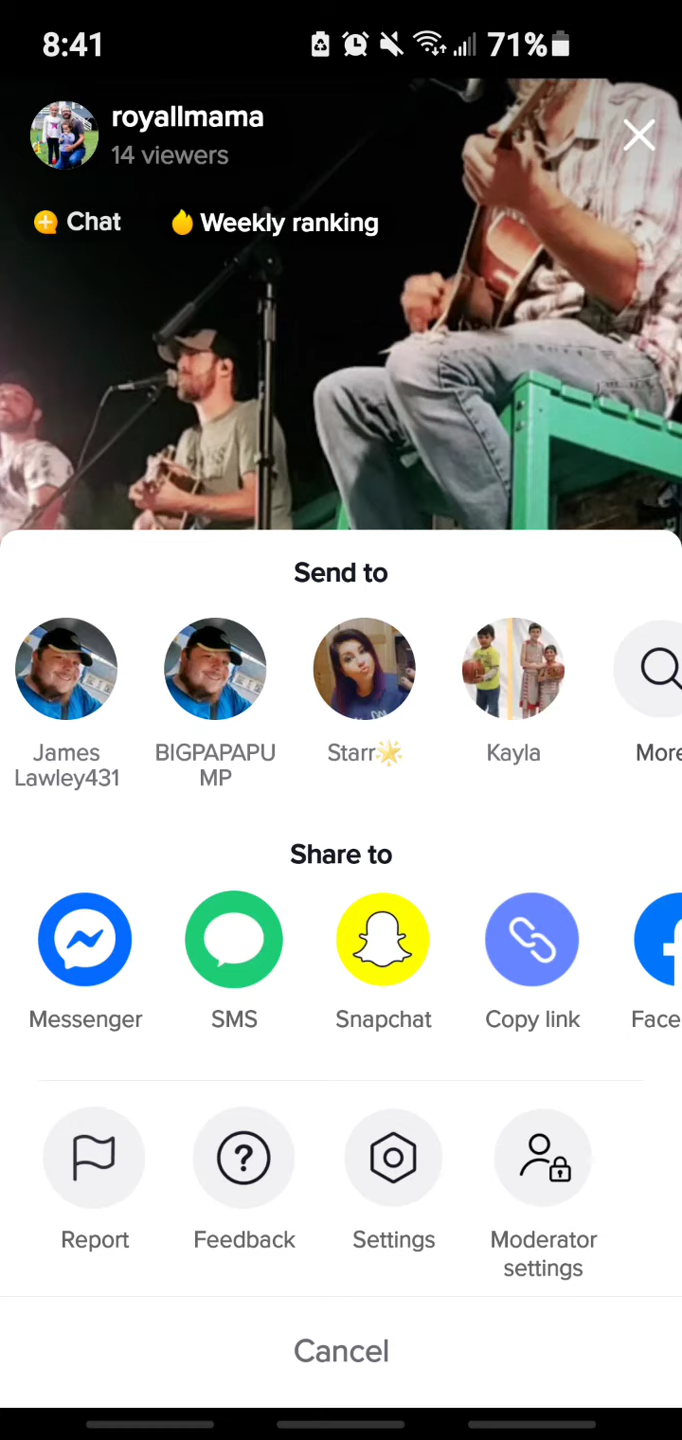 8:41
71%
royallmama
14 viewers
Chat
Weekly ranking
Send to
James
Lawley431
BIGPAPAPU
MP
Starr🌟
Kayla
More
Share to
Messenger
SMS
Snapchat
Copy link
Face
Report
Feedback
Settings
Moderator
settings
Cancel